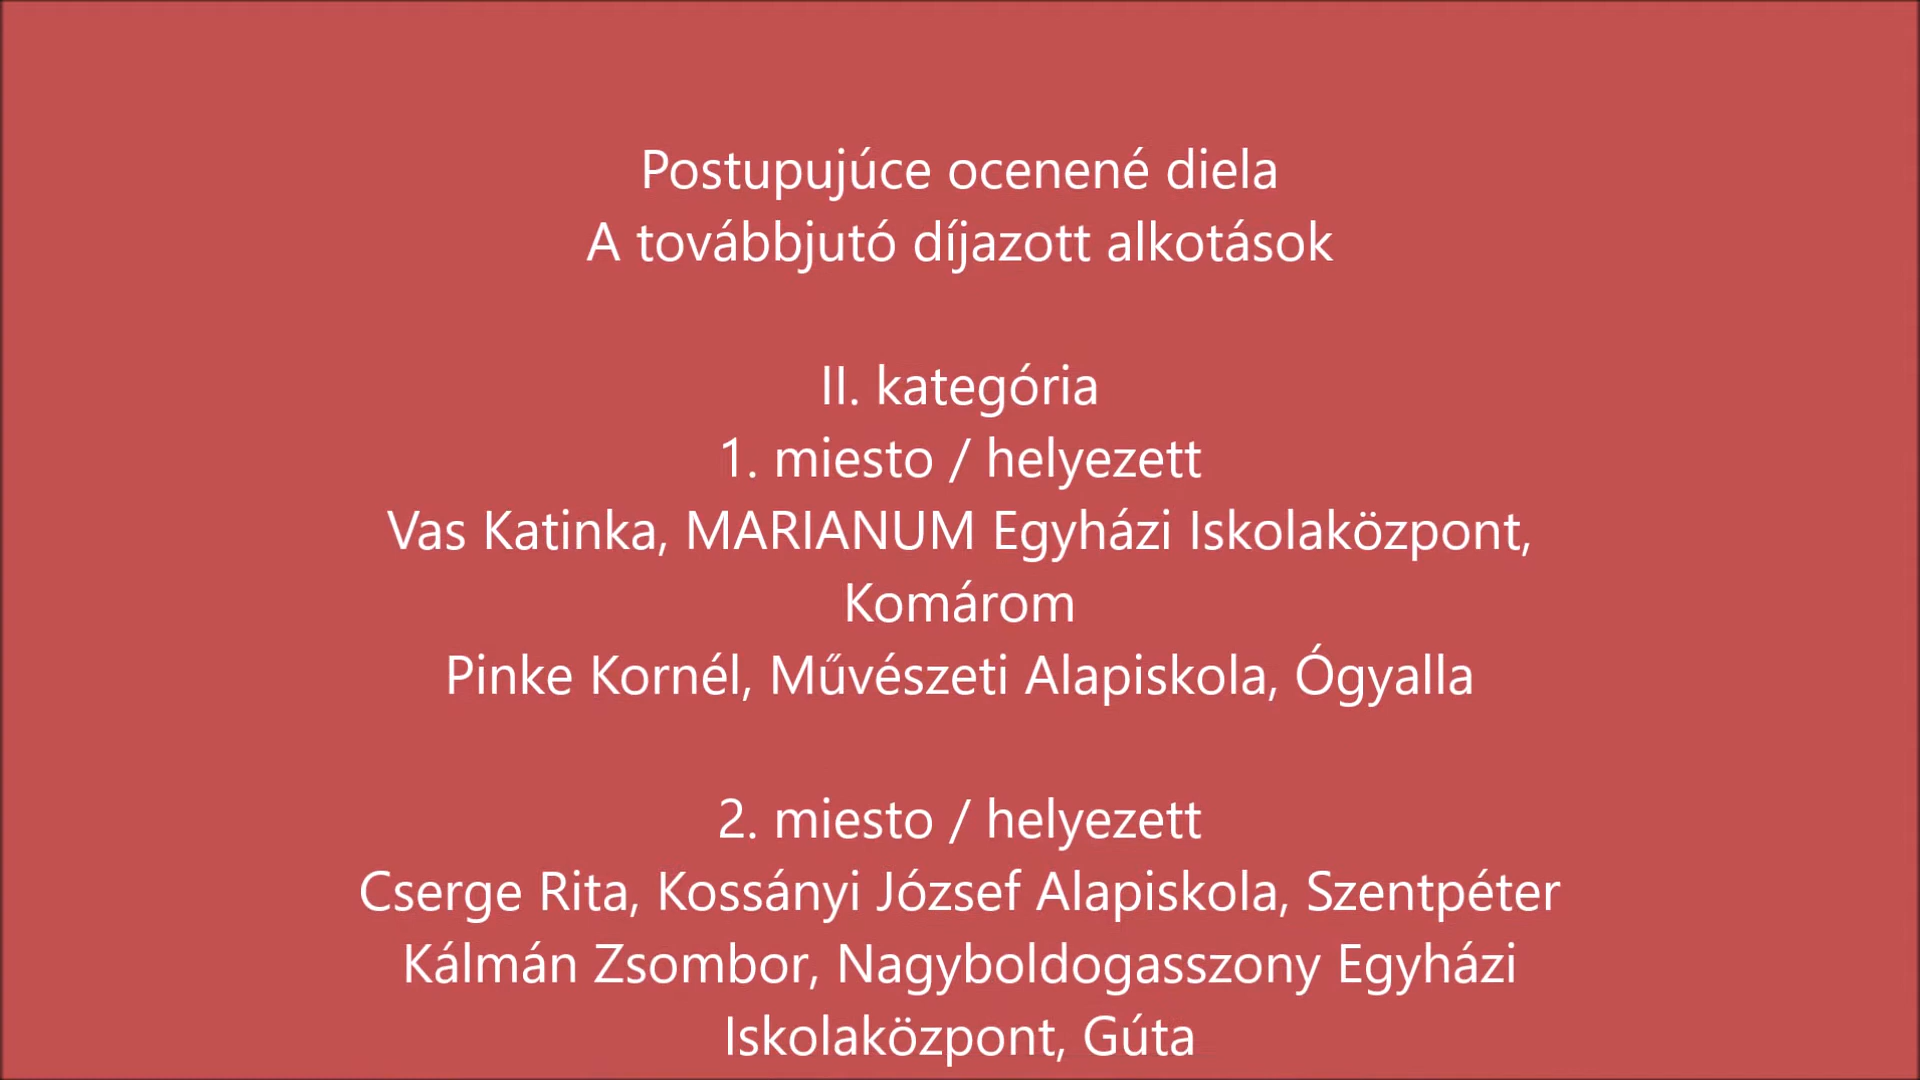 Postupujúce ocenené diela
A továbbjutó díjazott alkotások
II. kategória
1. miesto / helyezett
Vas Katinka, MARIANUM Egyházi Iskolaközpont,
Komárom
Pinke Kornél, Művészeti Alapiskola, Ógyalla
2. miesto / helyezett
Cserge Rita, Kossányi József Alapiskola, Szentpéter
Kálmán Zsombor, Nagyboldogasszony Egyházi
Iskolaközpont, Gúta